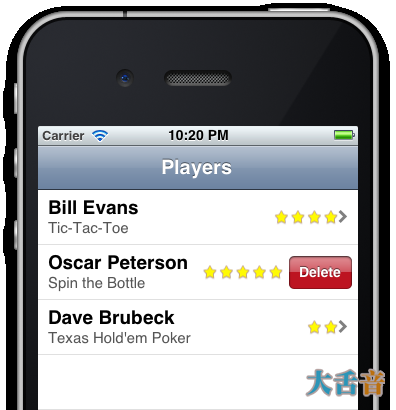 Carrier 10:20 PM
Players
Bill Evans
Tic-Tac-Toe
Oscar Peterson
Spin the Bottle
Delete
Dave Brubeck
Texas Hold'em Poker
大舌音